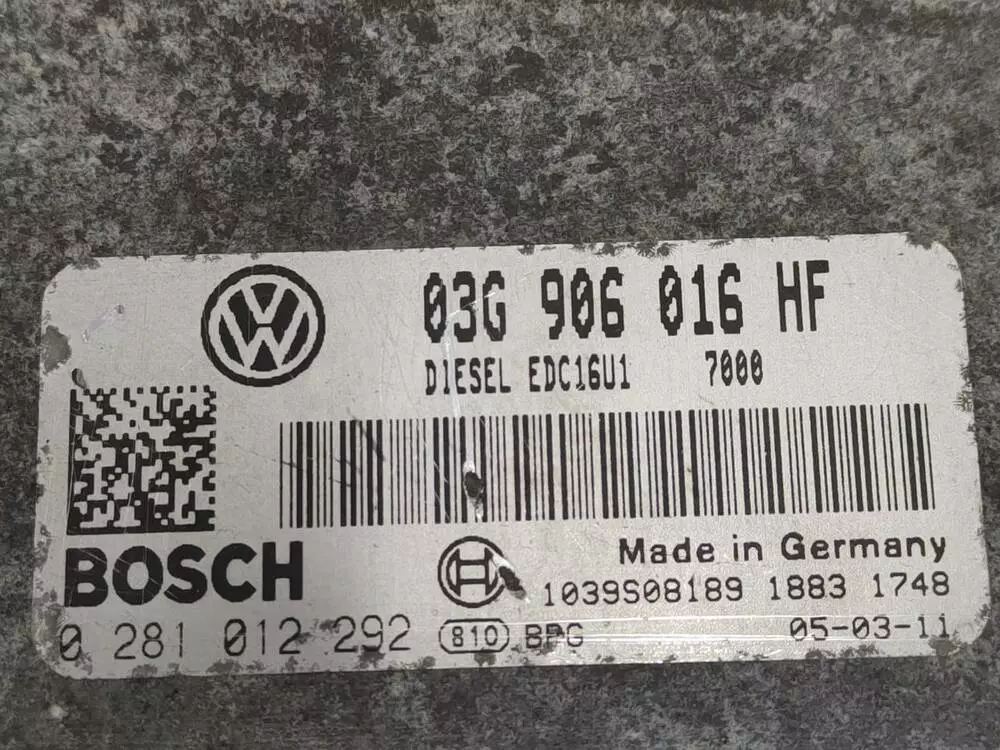 03G 906 016 HF
DIESEL EDC16U1 7000
BOSCH
Made in Germany
1039S08189 1883 1748
0 281 012 292 810 BPG 05-03-11